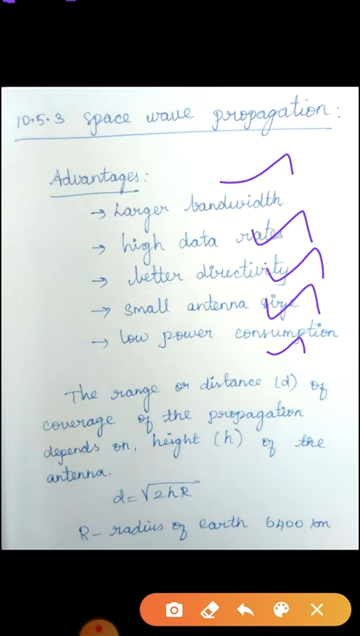 10.5.3 Space wave propagation:
Advantages:
→ Larger bandwidth
→ high data rates
→ better directivity
→ small antenna size
→ low power consumption
The range or distance (d) of
coverage of the propagation
depends on, height (h) of the
antenna.
d = √2hR
R - radius of earth 6400 km